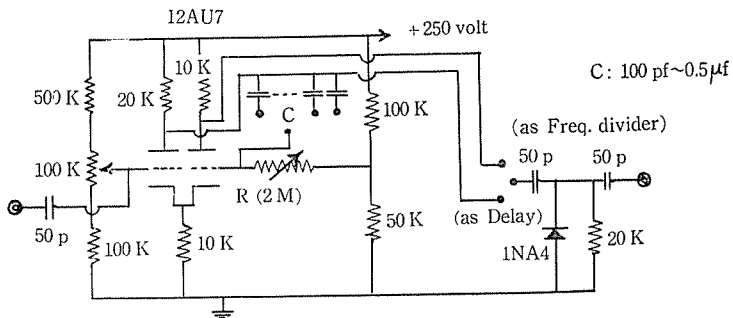 12AU7
+250 volt
10 K
C: 100 pf~0.5μf
500 K
20 K
C
100 K
(as Freq. divider)
50 p
50 p
100 K
R (2 M)
(as Delay)
50 K
50 p
100 K
10 K
1NA4
20 K